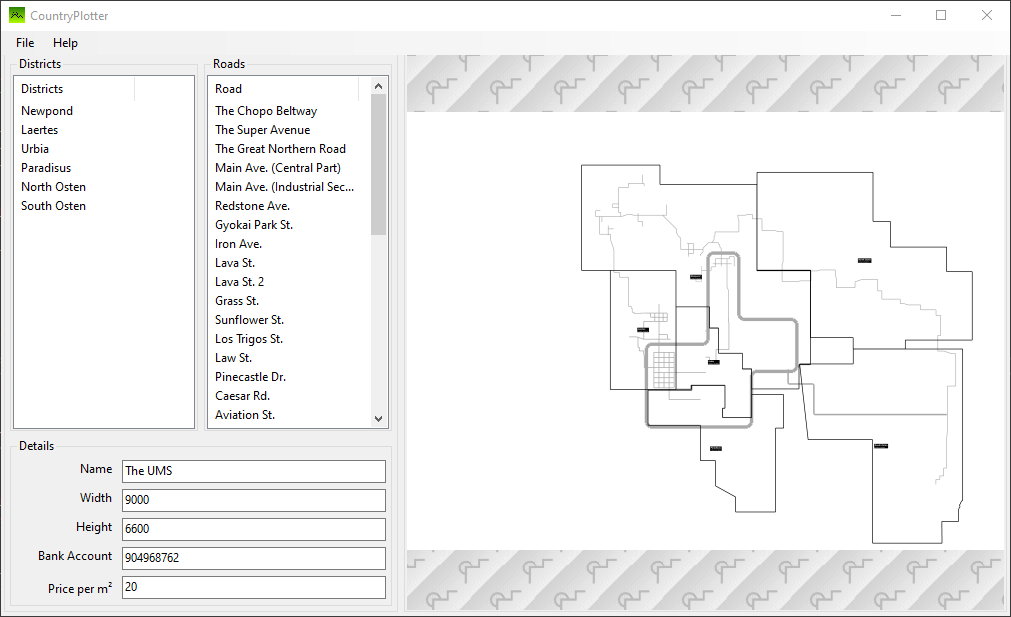 CountryPlotter
File Help
Districts
Districts
Newpond
Laertes
Urbia
Paradisus
North Osten
South Osten
Roads
Road
The Chopo Beltway
The Super Avenue
The Great Northern Road
Main Ave. (Central Part)
Main Ave. (Industrial Sec...
Redstone Ave.
Gyokai Park St.
Iron Ave.
Lava St.
Lava St. 2
Grass St.
Sunflower St.
Los Trigos St.
Law St.
Pinecastle Dr.
Caesar Rd.
Aviation St.
Details
Name The UMS
Width 9000
Height 6600
Bank Account 904968762
Price per m² 20